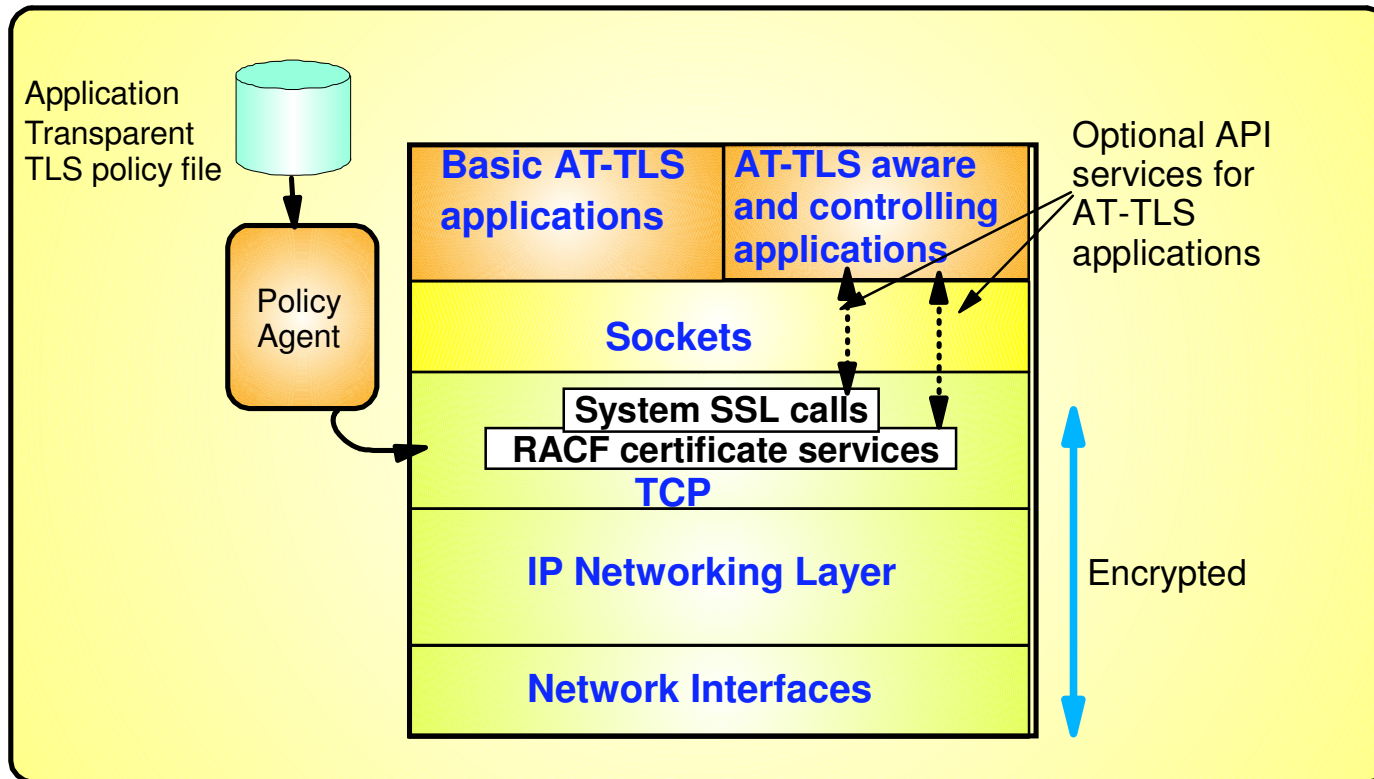 Application
Transparent
TLS policy file
Policy
Agent
Basic AT-TLS
applications
AT-TLS aware
and controlling
applications
Optional API
services for
AT-TLS
applications
Sockets
System SSL calls
RACF certificate services
TCP
IP Networking Layer
Encrypted
Network Interfaces